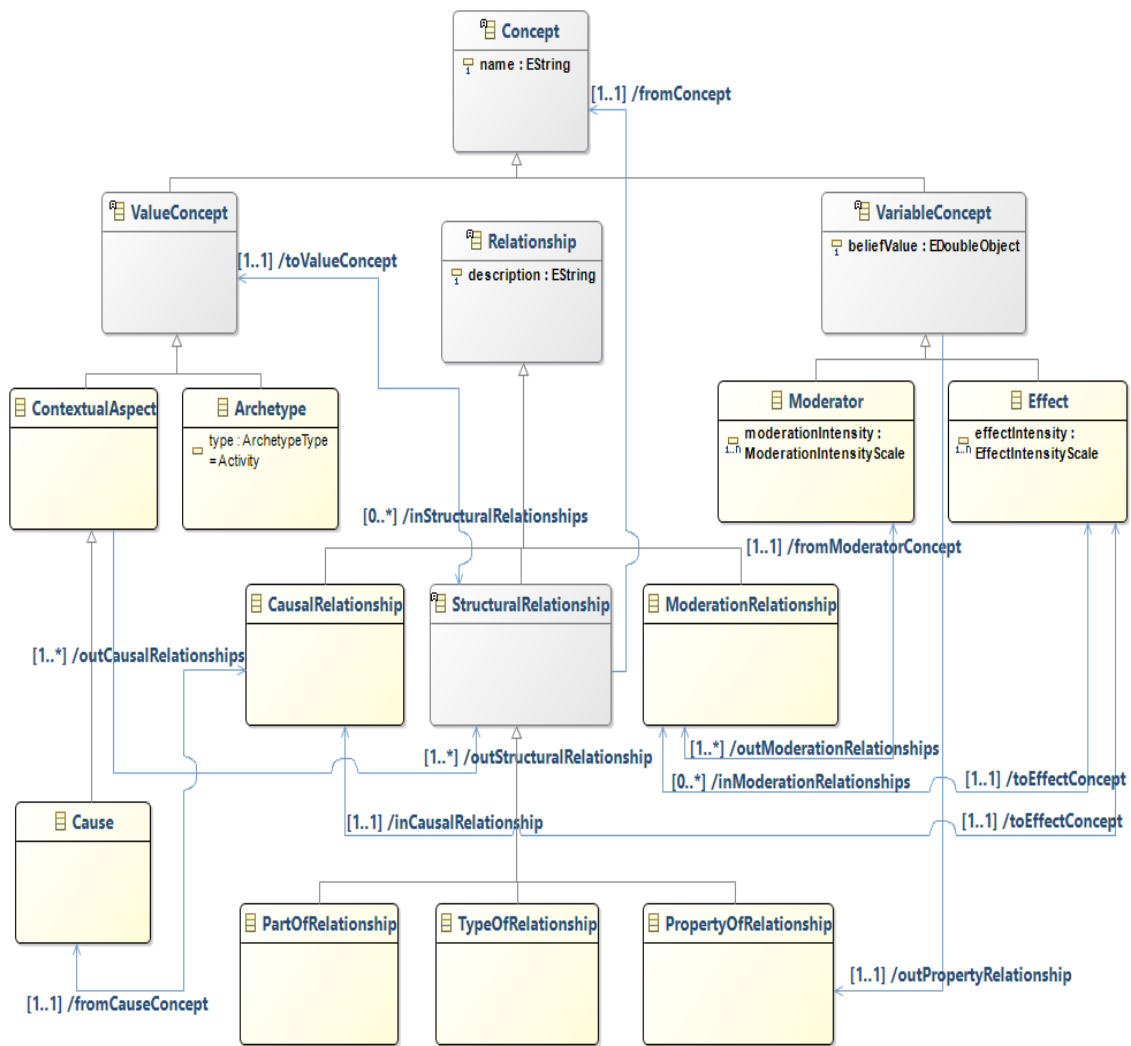 Concept
name : EString
[1..1] /fromConcept
ValueConcept
VariableConcept
beliefValue : EDoubleObject
Relationship
description : EString
[1..1] /toValueConcept
ContextualAspect
Archetype
type : ArchetypeType
=Activity
Moderator
moderationIntensity :
ModerationIntensityScale
1..n
Effect
effectIntensity :
EffectIntensityScale
1..n
[0..*] /inStructuralRelationships
[1..1] /fromModeratorConcept
CausalRelationship
StructuralRelationship
ModerationRelationship
[1..*] /outCausalRelationships
[1..*] /outStructuralRelationship
[1..*] /outModerationRelationships
[0..*] /inModerationRelationships
[1..1] /toEffectConcept
Cause
[1..1] /inCausalRelationship
[1..1] /toEffectConcept
PartOfRelationship
TypeOfRelationship
PropertyOfRelationship
[1..1] /outPropertyRelationship
[1..1] /fromCauseConcept